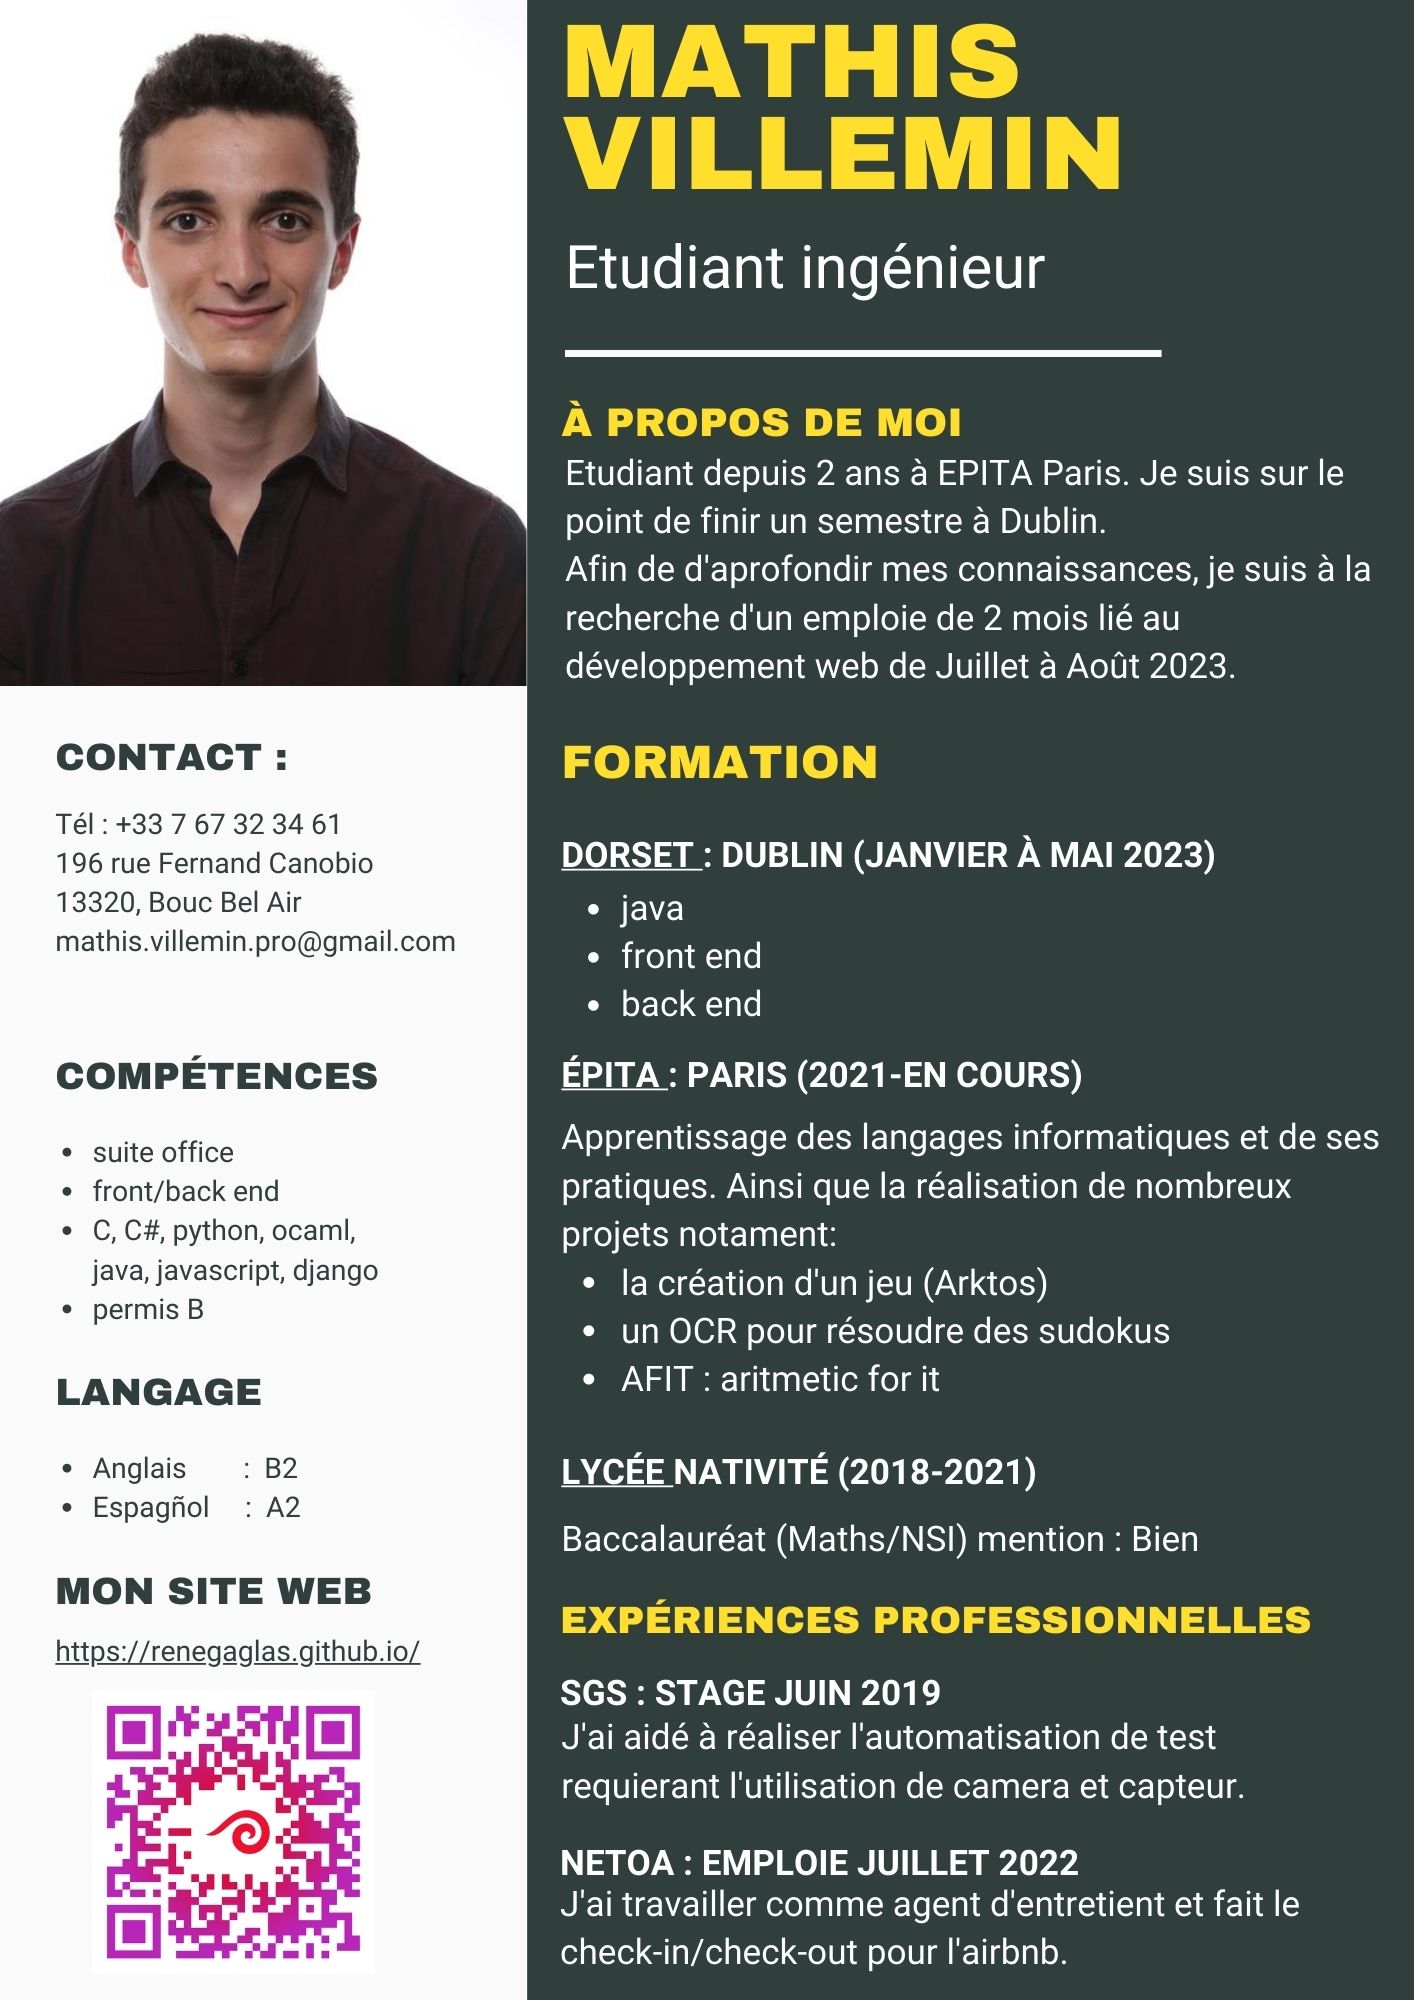 MATHIS
VILLEMIN
Etudiant ingénieur
À PROPOS DE MOI
Etudiant depuis 2 ans à EPITA Paris. Je suis sur le
point de finir un semestre à Dublin.
Afin de d'aprofondir mes connaissances, je suis à la
recherche d'un emploie de 2 mois lié au
développement web de Juillet à Août 2023.
CONTACT :
Tél : +33 7 67 32 34 61
196 rue Fernand Canobio
13320, Bouc Bel Air
mathis.villemin.pro@gmail.com
COMPÉTENCES
• suite office
• front/back end
• C, C#, python, ocaml,
java, javascript, django
• permis B
LANGAGE
• Anglais : B2
• Espagñol : A2
MON SITE WEB
https://renegaglas.github.io/
FORMATION
DORSET : DUBLIN (JANVIER À MAI 2023)
• java
• front end
• back end
ÉPITA : PARIS (2021-EN COURS)
Apprentissage des langages informatiques et de ses
pratiques. Ainsi que la réalisation de nombreux
projets notament:
• la création d'un jeu (Arktos)
• un OCR pour résoudre des sudokus
• AFIT : aritmetic for it
LYCÉE NATIVITÉ (2018-2021)
Baccalauréat (Maths/NSI) mention : Bien
EXPÉRIENCES PROFESSIONNELLES
SGS : STAGE JUIN 2019
J'ai aidé à réaliser l'automatisation de test
requierant l'utilisation de camera et capteur.
NETOA : EMPLOIE JUILLET 2022
J'ai travailler comme agent d'entretient et fait le
check-in/check-out pour l'airbnb.